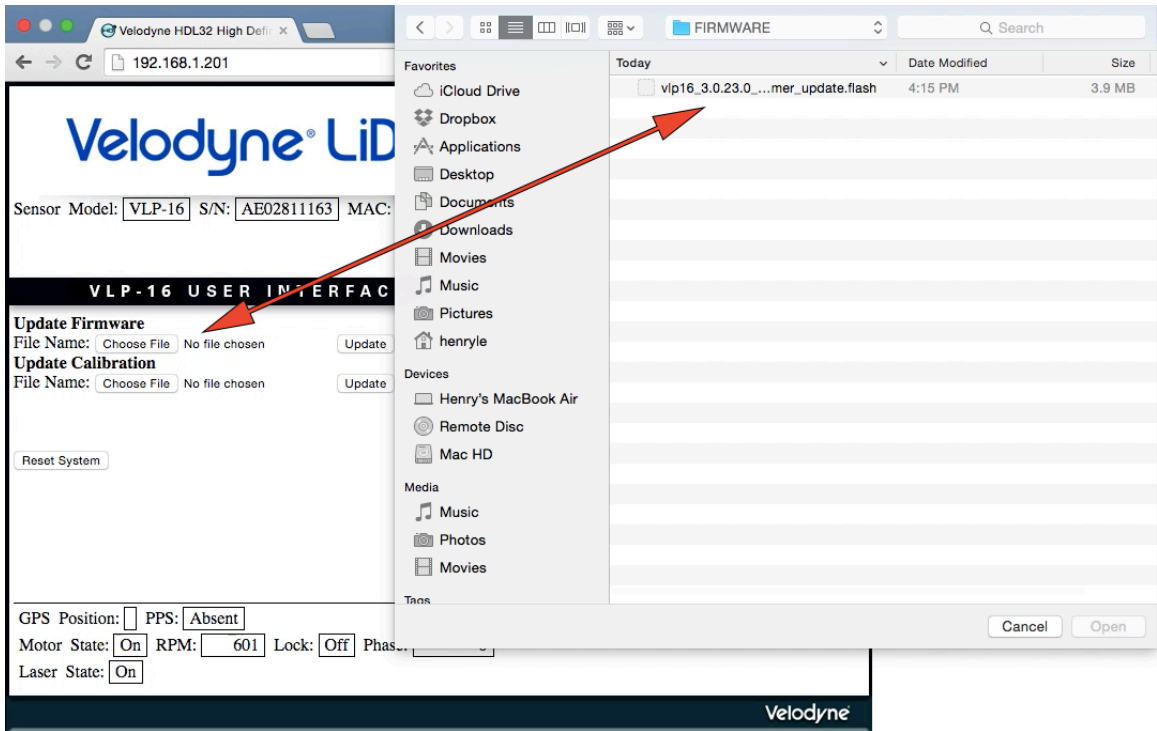 Velodyne HDL32 High Defir
192.168.1.201
Velodyne® LiD
Sensor Model: VLP-16 S/N: AE02811163 MAC:
VLP-16 USER INTERFAC
Update Firmware
File Name: Choose File No file chosen Update
Update Calibration
File Name: Choose File No file chosen Update
Reset System
GPS Position: PPS: Absent
Motor State: On RPM: 601 Lock: Off Phase:
Laser State: On
Velodyne
FIRMWARE
Search
Favorites
iCloud Drive
Dropbox
Applications
Desktop
Documents
Downloads
Movies
Music
Pictures
henryle
Devices
Henry's MacBook Air
Remote Disc
Mac HD
Media
Music
Photos
Movies
Tags
Today Date Modified Size
vlp16_3.0.23.0_...mer_update.flash 4:15 PM 3.9 MB
Cancel Open